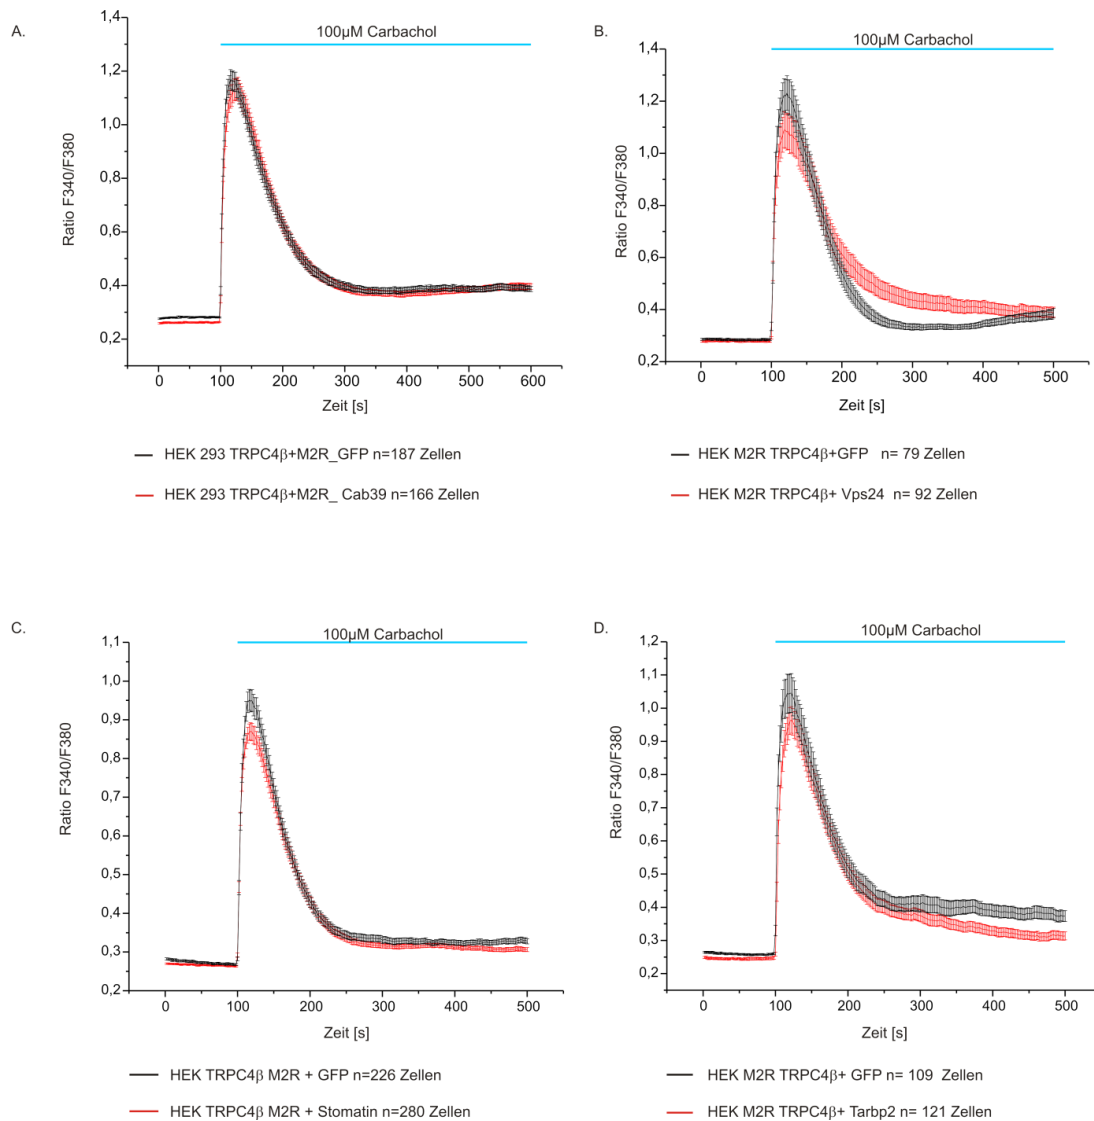 A.
100µM Carbachol
1,4
1,2
1,0
0,8
0,6
0,4
0,2
Ratio F340/F380
0 100 200 300 400 500 600
Zeit [s]
HEK 293 TRPC4β+M2R_GFP n=187 Zellen
HEK 293 TRPC4β+M2R_ Cab39 n=166 Zellen
B.
100µM Carbachol
1,4
1,2
1,0
0,8
0,6
0,4
0,2
Ratio F340/F380
0 100 200 300 400 500
Zeit [s]
HEK M2R TRPC4β+GFP n= 79 Zellen
HEK M2R TRPC4β+ Vps24 n= 92 Zellen
C.
100µM Carbachol
1,1
1,0
0,9
0,8
0,7
0,6
0,5
0,4
0,3
0,2
Ratio F340/F380
0 100 200 300 400 500
Zeit [s]
HEK TRPC4β M2R + GFP n=226 Zellen
HEK TRPC4β M2R + Stomatin n=280 Zellen
D.
100µM Carbachol
1,2
1,1
1,0
0,9
0,8
0,7
0,6
0,5
0,4
0,3
0,2
Ratio F340/F380
0 100 200 300 400 500
Zeit [s]
HEK M2R TRPC4β+ GFP n= 109 Zellen
HEK M2R TRPC4β+ Tarbp2 n= 121 Zellen